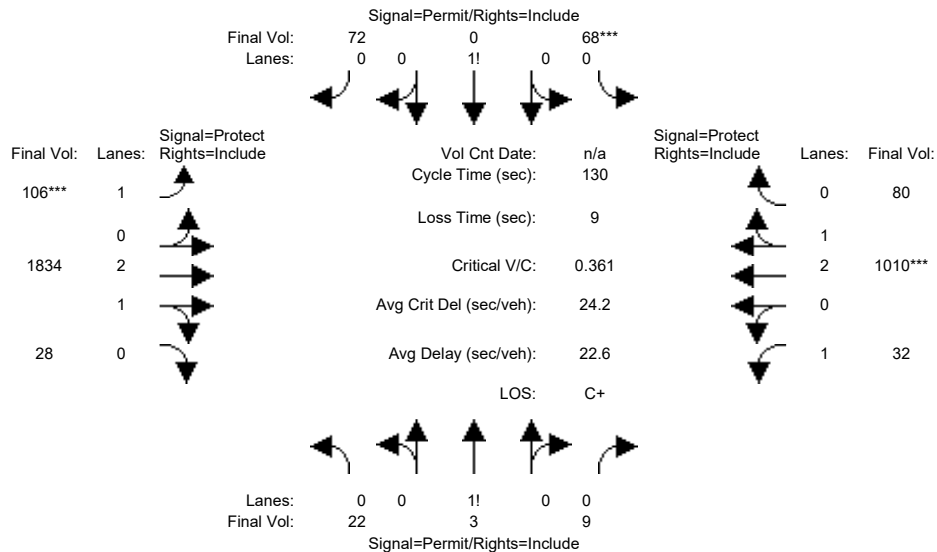 Signal=Permit/Rights=Include
Final Vol: 72 0 68***
Lanes: 0 0 1! 0 0
Signal=Protect Signal=Protect
Final Vol: Lanes: Rights=Include Vol Cnt Date: n/a Rights=Include Lanes: Final Vol:
Cycle Time (sec): 130
106*** 1 0 80
Loss Time (sec): 9
0 1
1834 2 Critical V/C: 0.361 2 1010***
1 Avg Crit Del (sec/veh): 24.2 0
28 0 Avg Delay (sec/veh): 22.6 1 32
LOS: C+
Lanes: 0 0 1! 0 0
Final Vol: 22 3 9
Signal=Permit/Rights=Include